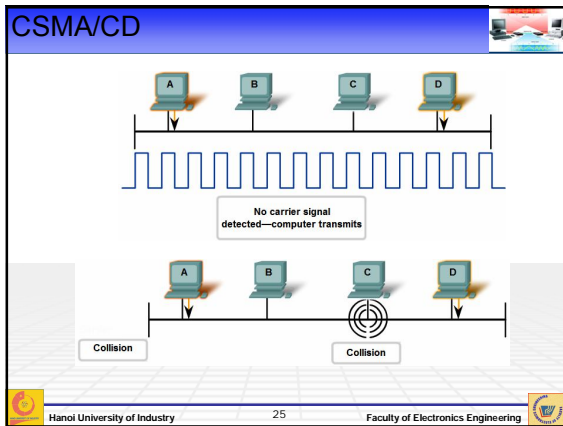 CSMA/CD
A B C D
No carrier signal
detected—computer transmits
A B C D
Collision
Collision
Hanoi University of Industry 25 Faculty of Electronics Engineering